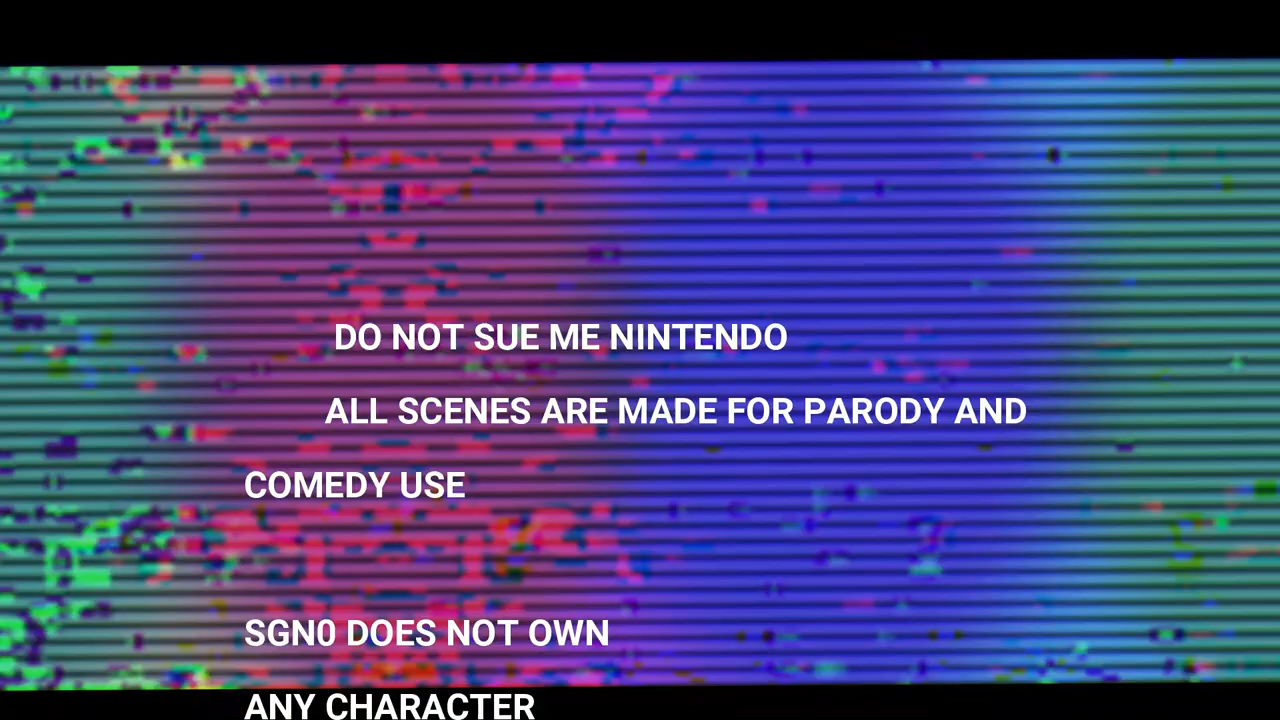 DO NOT SUE ME NINTENDO
ALL SCENES ARE MADE FOR PARODY AND
COMEDY USE
SGN0 DOES NOT OWN
ANY CHARACTER